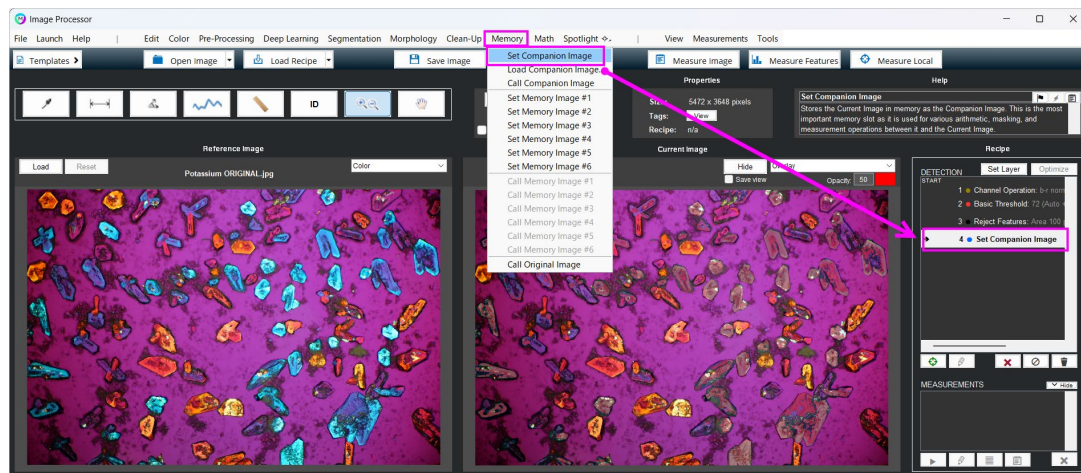 Image Processor
File Launch Help | Edit Color Pre-Processing Deep Learning Segmentation Morphology Clean-Up Memory Math Spotlight | View Measurements Tools
Templates Open Image Load Recipe Save Image Measure Image Measure Features Measure Local
Set Companion Image
Load Companion Image
Call Companion Image
Set Memory Image #1
Set Memory Image #2
Set Memory Image #3
Set Memory Image #4
Set Memory Image #5
Set Memory Image #6
Call Memory Image #1
Call Memory Image #2
Call Memory Image #3
Call Memory Image #4
Call Memory Image #5
Call Memory Image #6
Call Original Image
ID
Properties
5472 x 3648 pixels
Tags: View
Recipe: n/a
Help
Set Companion Image
Stores the Current Image in memory as the Companion Image. This is the most
important memory slot as it is used for various arithmetic, masking, and
measurement operations between it and the Current Image.
Reference Image
Load Reset Potassium ORIGINAL.jpg Color
Current Image
Hide
Save view Opacity: 50
Recipe
DETECTION Set Layer Optimize
START
1 Channel Operation: b-r norm
2 Basic Threshold: 72 (Auto
3 Reject Features: Area 100
4 Set Companion Image
MEASUREMENTS Hide